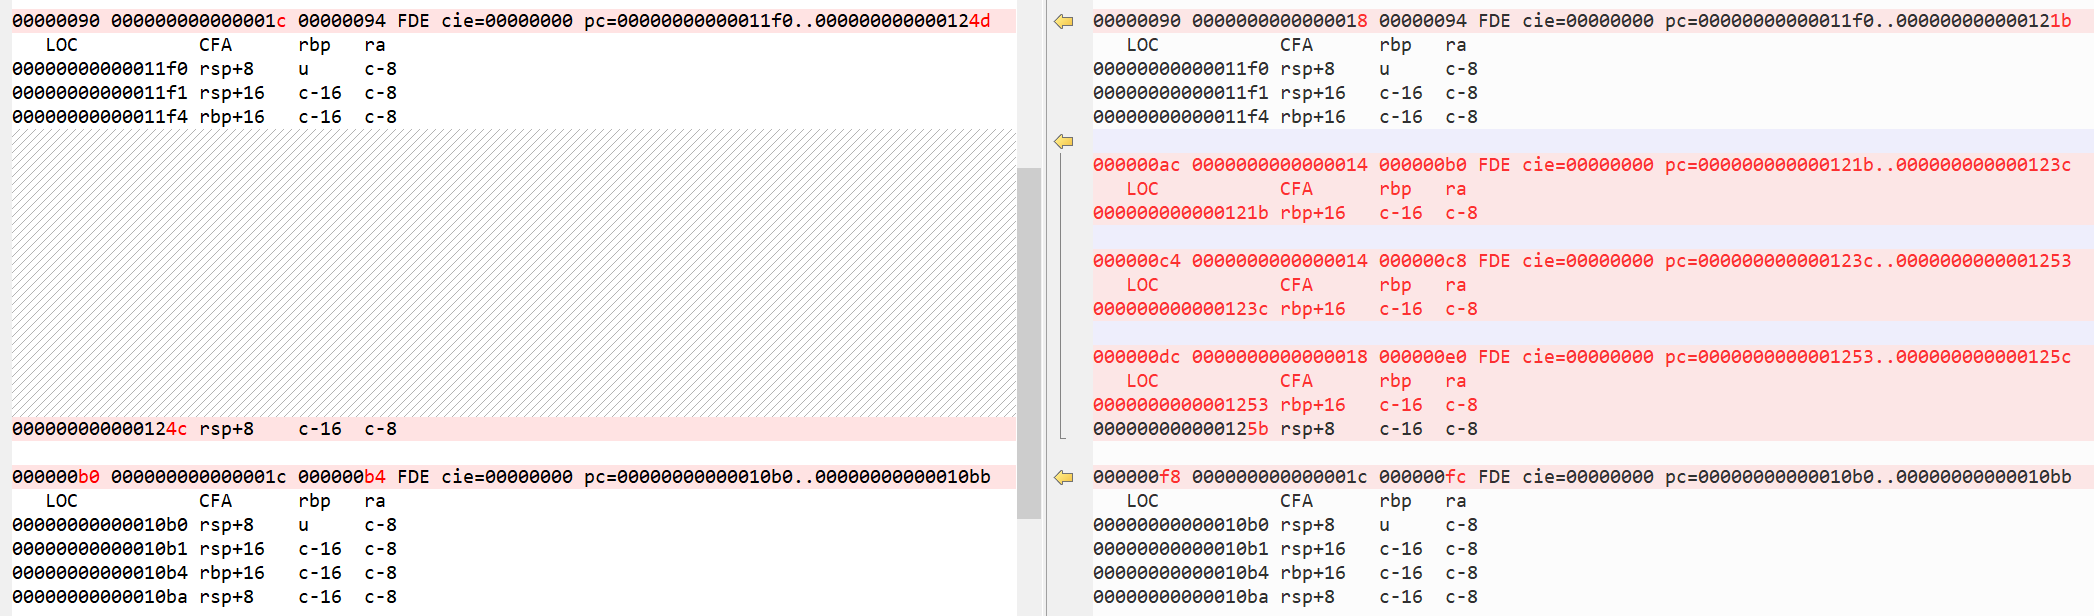 00000090 000000000000001c 00000094 FDE cie=00000000 pc=00000000000011f0..000000000000124d
   LOC           CFA      rbp   ra
00000000000011f0 rsp+8    u     c-8
00000000000011f1 rsp+16   c-16  c-8
00000000000011f4 rbp+16   c-16  c-8
000000000000124c rsp+8    c-16  c-8
000000b0 000000000000001c 000000b4 FDE cie=00000000 pc=00000000000010b0..00000000000010bb
   LOC           CFA      rbp   ra
00000000000010b0 rsp+8    u     c-8
00000000000010b1 rsp+16   c-16  c-8
00000000000010b4 rbp+16   c-16  c-8
00000000000010ba rsp+8    c-16  c-8
00000090 0000000000000018 00000094 FDE cie=00000000 pc=00000000000011f0..000000000000121b
   LOC           CFA      rbp   ra
00000000000011f0 rsp+8    u     c-8
00000000000011f1 rsp+16   c-16  c-8
00000000000011f4 rbp+16   c-16  c-8
000000ac 0000000000000014 000000b0 FDE cie=00000000 pc=000000000000121b..000000000000123c
   LOC           CFA      rbp   ra
000000000000121b rbp+16   c-16  c-8
000000c4 0000000000000014 000000c8 FDE cie=00000000 pc=000000000000123c..0000000000001253
   LOC           CFA      rbp   ra
000000000000123c rbp+16   c-16  c-8
000000dc 0000000000000018 000000e0 FDE cie=00000000 pc=0000000000001253..000000000000125c
   LOC           CFA      rbp   ra
0000000000001253 rbp+16   c-16  c-8
000000000000125b rsp+8    c-16  c-8
000000f8 000000000000001c 000000fc FDE cie=00000000 pc=00000000000010b0..00000000000010bb
   LOC           CFA      rbp   ra
00000000000010b0 rsp+8    u     c-8
00000000000010b1 rsp+16   c-16  c-8
00000000000010b4 rbp+16   c-16  c-8
00000000000010ba rsp+8    c-16  c-8